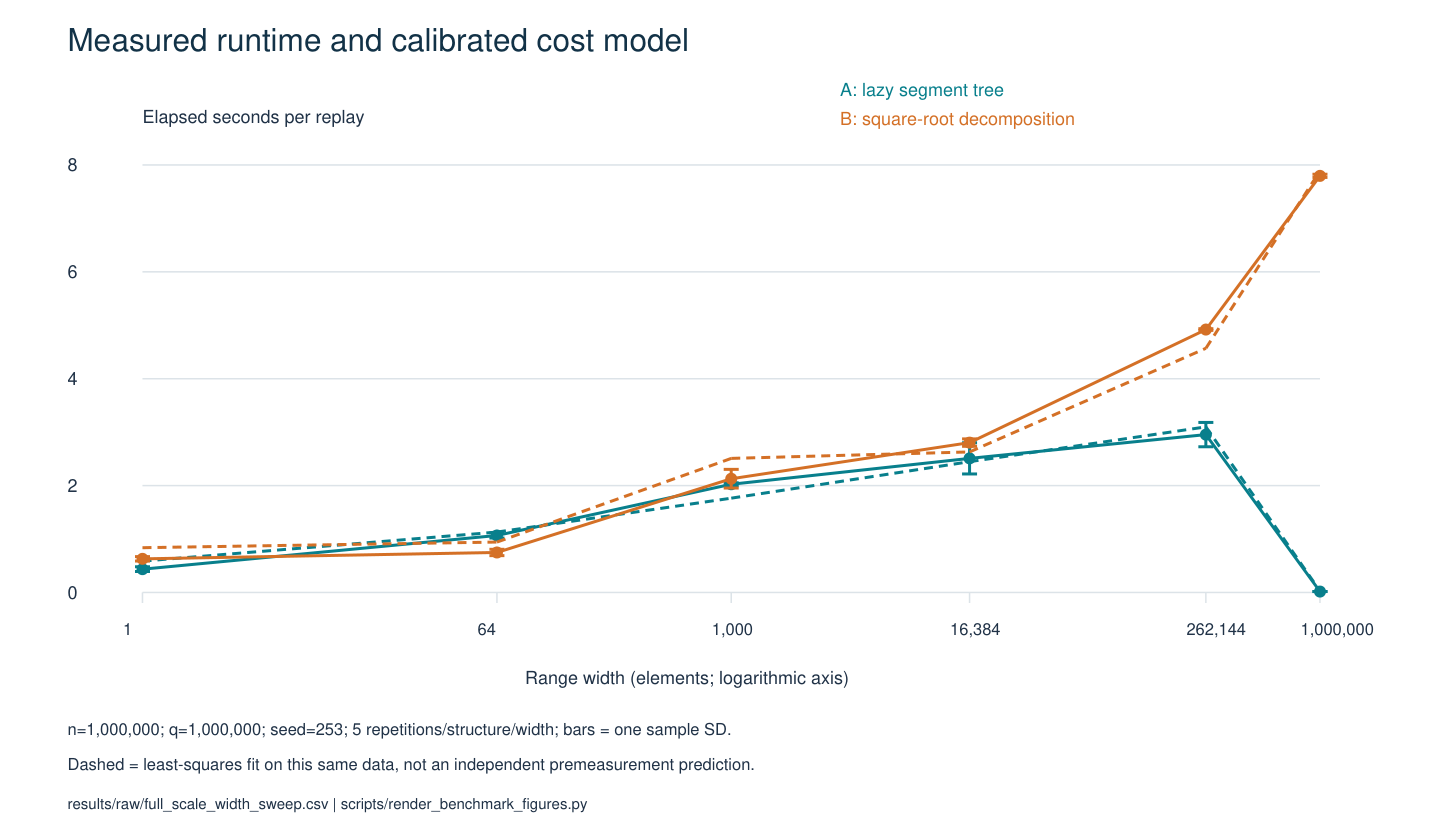 Measured runtime and calibrated cost model
A: lazy segment tree
Elapsed seconds per replay
B: square-root decomposition
8
6
4
2
0
1 64 1,000 16,384 262,144 1,000,000
Range width (elements; logarithmic axis)
n=1,000,000; q=1,000,000; seed=253; 5 repetitions/structure/width; bars = one sample SD.
Dashed = least-squares fit on this same data, not an independent premeasurement prediction.
results/raw/full_scale_width_sweep.csv | scripts/render_benchmark_figures.py